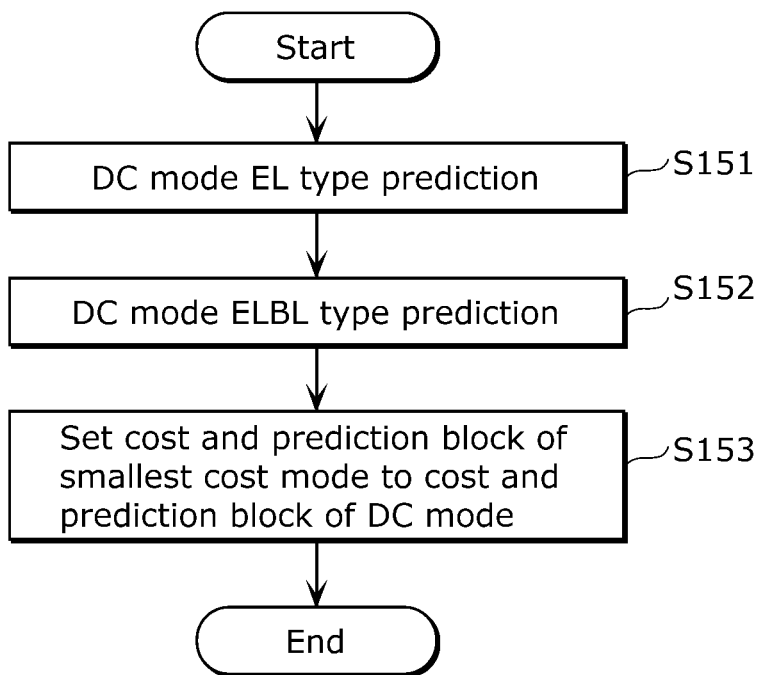 Start
DC mode EL type prediction
S151
DC mode ELBL type prediction
S152
Set cost and prediction block of
smallest cost mode to cost and
prediction block of DC mode
S153
End